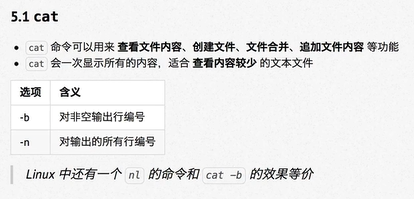 5.1 cat
• cat 命令可以用来 查看文件内容、创建文件、文件合并、追加文件内容 等功能
• cat 会一次显示所有的内容，适合 查看内容较少 的文本文件
选项 含义
-b 对非空输出行编号
-n 对输出的所有行编号
Linux 中还有一个 nl 的命令和 cat -b 的效果等价